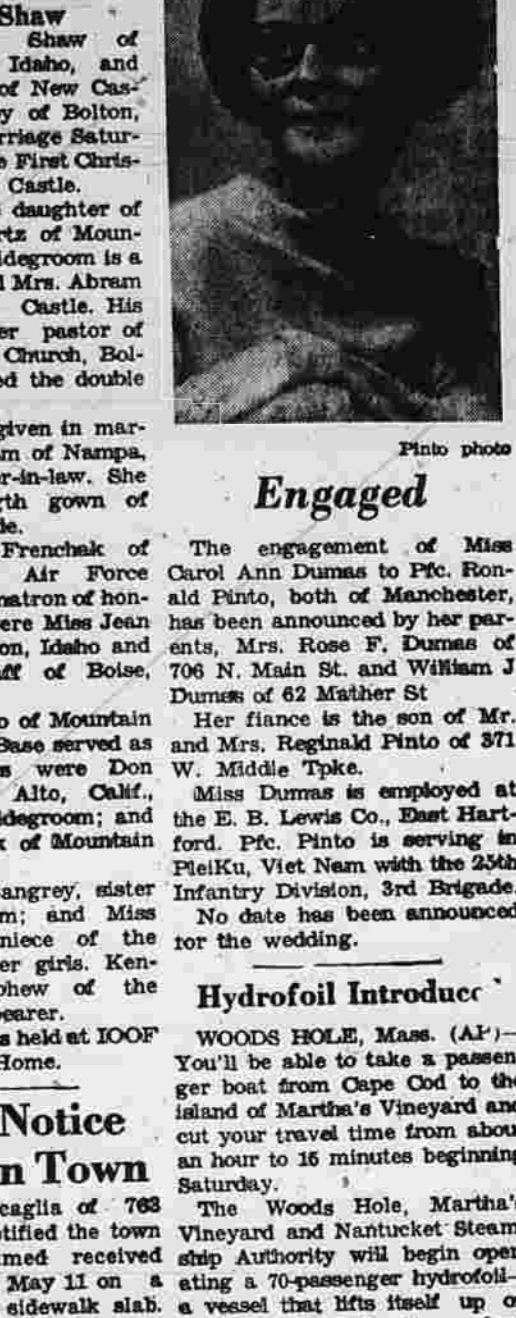 Shaw
Shaw of
Idaho, and
of New Cas-
y of Bolton,
rriage Satur-
e First Chris-
Castle.
daughter of
rtz of Moun-
idegroom is a
Mrs. Abram
Castle. His
er pastor of
Church, Bol-
ed the double
given in mar-
m of Nampa,
er-in-law. She
gth gown of
de.
Frenchak of
Air Force
matron of hon-
ere Miss Jean
on, Idaho and
aff of Boise,
o of Mountain
Base served as
s were Don
Alto, Calif.,
idegroom; and
k of Mountain
angrey, sister
m; and Miss
niece of the
er girls. Ken-
phew of the
bearer.
s held at IOOF
Home.
Notice
n Town
caglia of 763
otified the town
imed received
May 11 on a
sidewalk slab.
Pinto photo
Engaged
The engagement of Miss
Carol Ann Dumas to Pfc. Ron-
ald Pinto, both of Manchester,
has been announced by her par-
ents, Mrs. Rose F. Dumas of
706 N. Main St. and William J
Dumas of 62 Mather St
Her fiance is the son of Mr.
and Mrs. Reginald Pinto of 371
W. Middle Tpke.
Miss Dumas is employed at
the E. B. Lewis Co., East Hart-
ford. Pfc. Pinto is serving in
PleiKu, Viet Nam with the 25th
Infantry Division, 3rd Brigade.
No date has been announced
for the wedding.
Hydrofoil Introduc
WOODS HOLE, Mass. (AP)—
You'll be able to take a passen
ger boat from Cape Cod to the
island of Martha's Vineyard and
cut your travel time from abou
an hour to 16 minutes beginning
Saturday.
The Woods Hole, Martha's
Vineyard and Nantucket Steam
ship Authority will begin oper
ating a 70-passenger hydrofoil—
a vessel that lifts itself up o